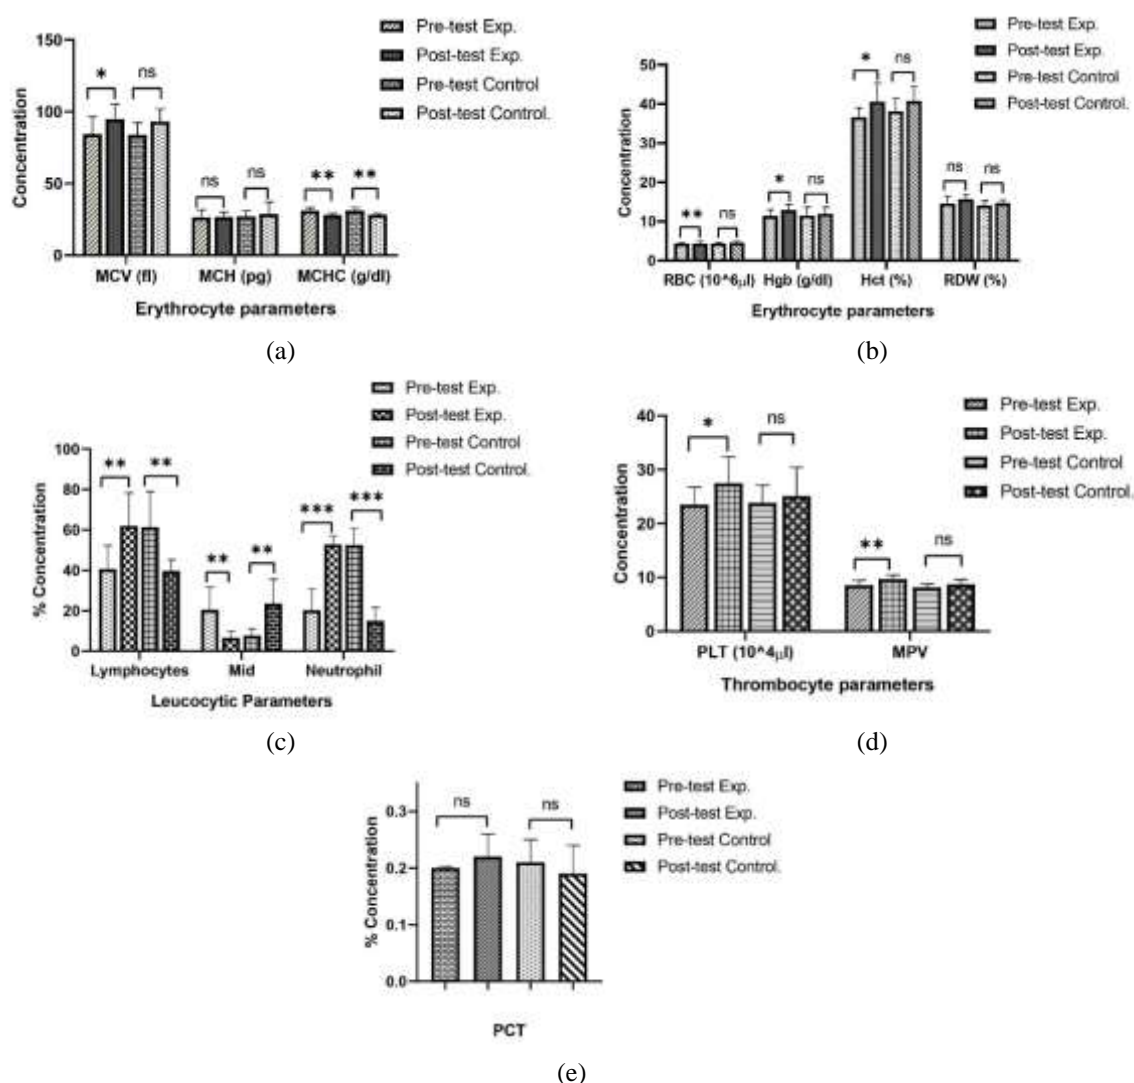 Pre-test Exp.
Post-test Exp.
Pre-test Control
Post-test Control.
150
100
50
0
Concentration
* ns
ns ns
** **
MCV (fl) MCH (pg) MCHC (g/dl)
Erythrocyte parameters
(a)
Pre-test Exp.
Post-test Exp.
Pre-test Control
Post-test Control.
50
40
30
20
10
0
Concentration
** ns
* ns
* ns
ns ns
RBC (10^6µl) Hgb (g/dl) Hct (%) RDW (%)
Erythrocyte parameters
(b)
Pre-test Exp.
Post-test Exp.
Pre-test Control
Post-test Control.
100
80
60
40
20
0
% Concentration
** **
** **
*** ***
Lymphocytes Mid Neutrophil
Leucocytic Parameters
(c)
Pre-test Exp.
Post-test Exp.
Pre-test Control
Post-test Control.
40
30
20
10
0
Concentration
* ns
** ns
PLT (10^4µl) MPV
Thrombocyte parameters
(d)
Pre-test Exp.
Post-test Exp.
Pre-test Control
Post-test Control.
0.3
0.2
0.1
0.0
% Concentration
ns ns
PCT
(e)